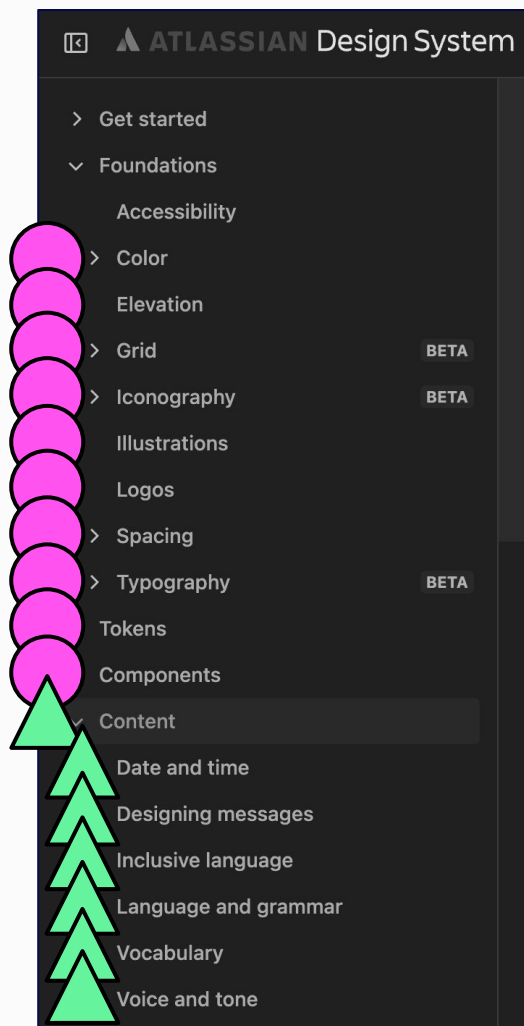 ATLASSIAN Design System
Get started
Foundations
Accessibility
Color
Elevation
Grid BETA
Iconography BETA
Illustrations
Logos
Spacing
Typography BETA
Tokens
Components
Content
Date and time
Designing messages
Inclusive language
Language and grammar
Vocabulary
Voice and tone